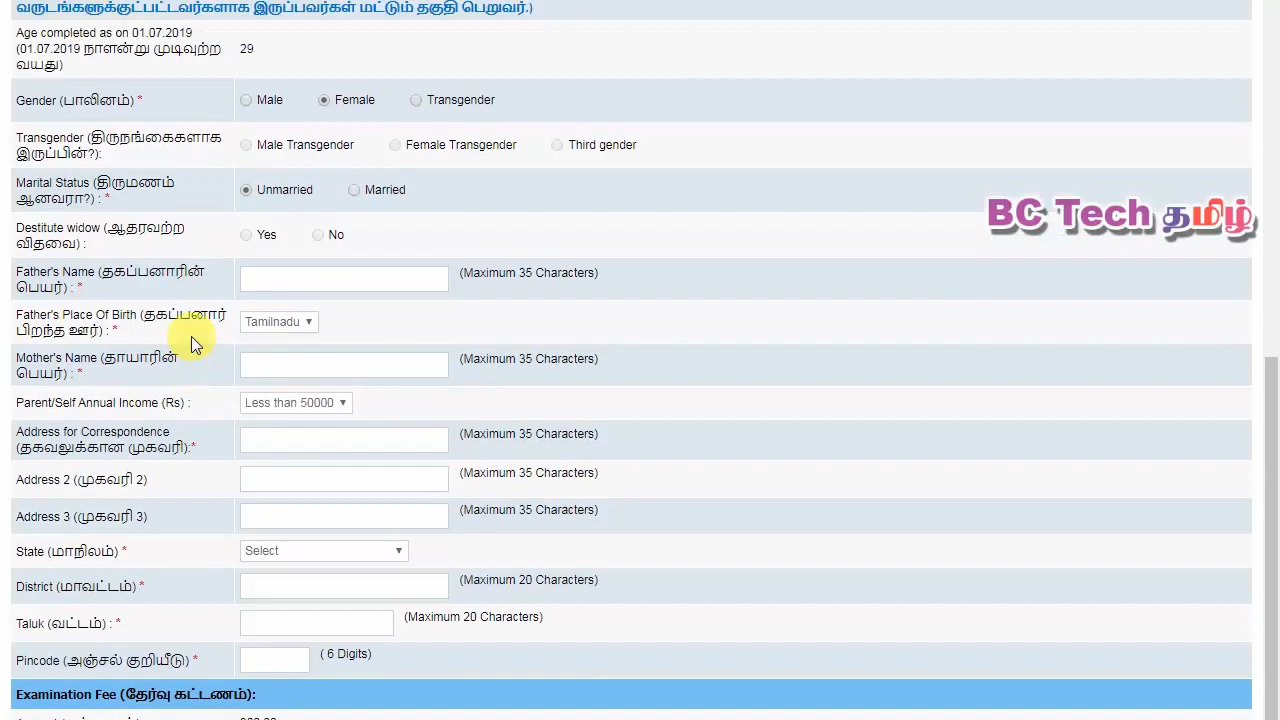 வருடங்களுக்குட்பட்டவர்களாக இருப்பவர்கள் மட்டும் தகுதி பெறுவர்.)
Age completed as on 01.07.2019
(01.07.2019 நாளன்று முடிவுற்ற
வயது)
29
Gender (பாலினம்) *
Male
Female
Transgender
Transgender (திருநங்கைகளாக
இருப்பின்?):
Male Transgender
Female Transgender
Third gender
Marital Status (திருமணம்
ஆனவரா?) : *
Unmarried
Married
BC Tech தமிழ்
Destitute widow (ஆதரவற்ற
விதவை) :
Yes
No
Father's Name (தகப்பனாரின்
பெயர்) : *
(Maximum 35 Characters)
Father's Place Of Birth (தகப்பனார்
பிறந்த ஊர்) : *
Tamilnadu
Mother's Name (தாயாரின்
பெயர்) : *
(Maximum 35 Characters)
Parent/Self Annual Income (Rs) :
Less than 50000
Address for Correspondence
(தகவலுக்கான முகவரி):*
(Maximum 35 Characters)
Address 2 (முகவரி 2)
(Maximum 35 Characters)
Address 3 (முகவரி 3)
(Maximum 35 Characters)
State (மாநிலம்) *
Select
District (மாவட்டம்) *
(Maximum 20 Characters)
Taluk (வட்டம்) : *
(Maximum 20 Characters)
Pincode (அஞ்சல் குறியீடு) *
( 6 Digits)
Examination Fee (தேர்வு கட்டணம்):